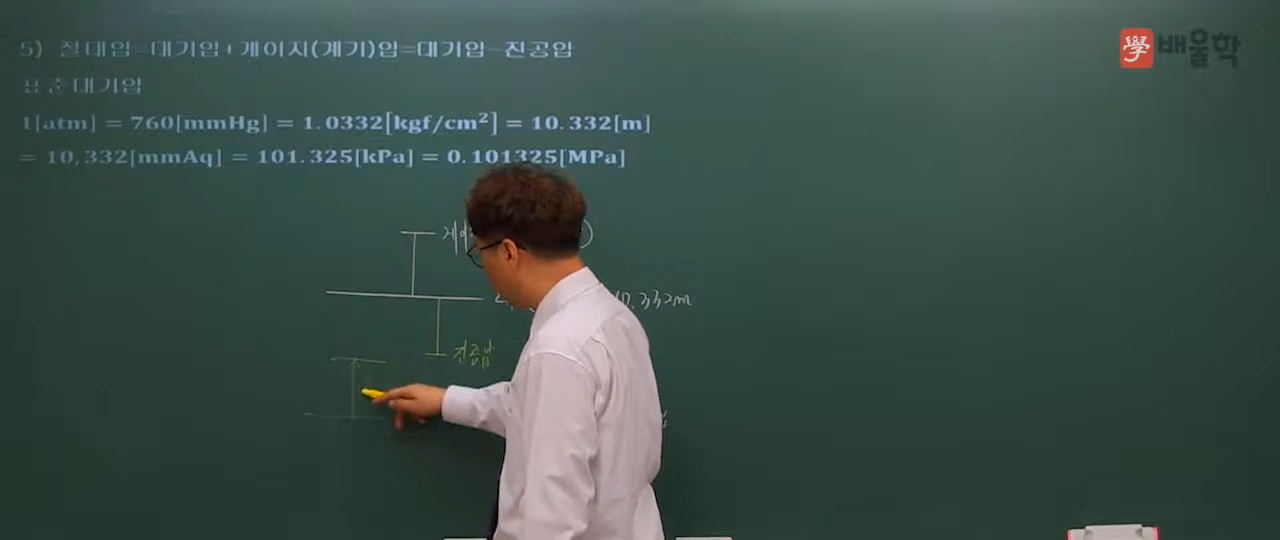 學 배울학
5) 절대압=대기압+게이지(계기)압=대기압-진공압
표준대기압
1[atm] = 760[mmHg] = 1.0332[kgf/cm²] = 10.332[m]
= 10,332[mmAq] = 101.325[kPa] = 0.101325[MPa]
게이
10.332m
진공압